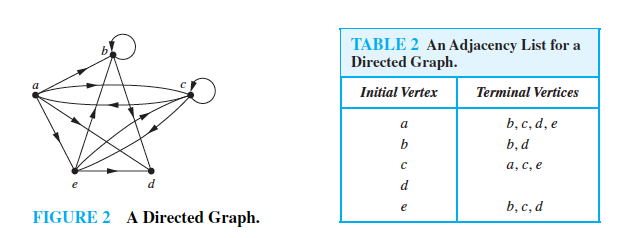 b
a
c
e
d
FIGURE 2 A Directed Graph.
TABLE 2 An Adjacency List for a
Directed Graph.
Initial Vertex Terminal Vertices
a b, c, d, e
b b, d
c a, c, e
d
e b, c, d